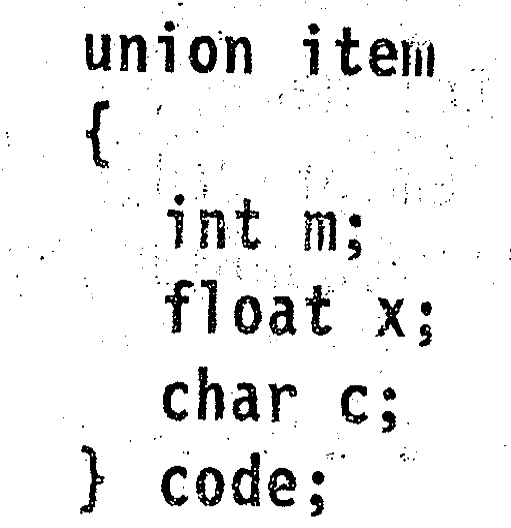 union item
{
int m;
float x;
char c;
} code;